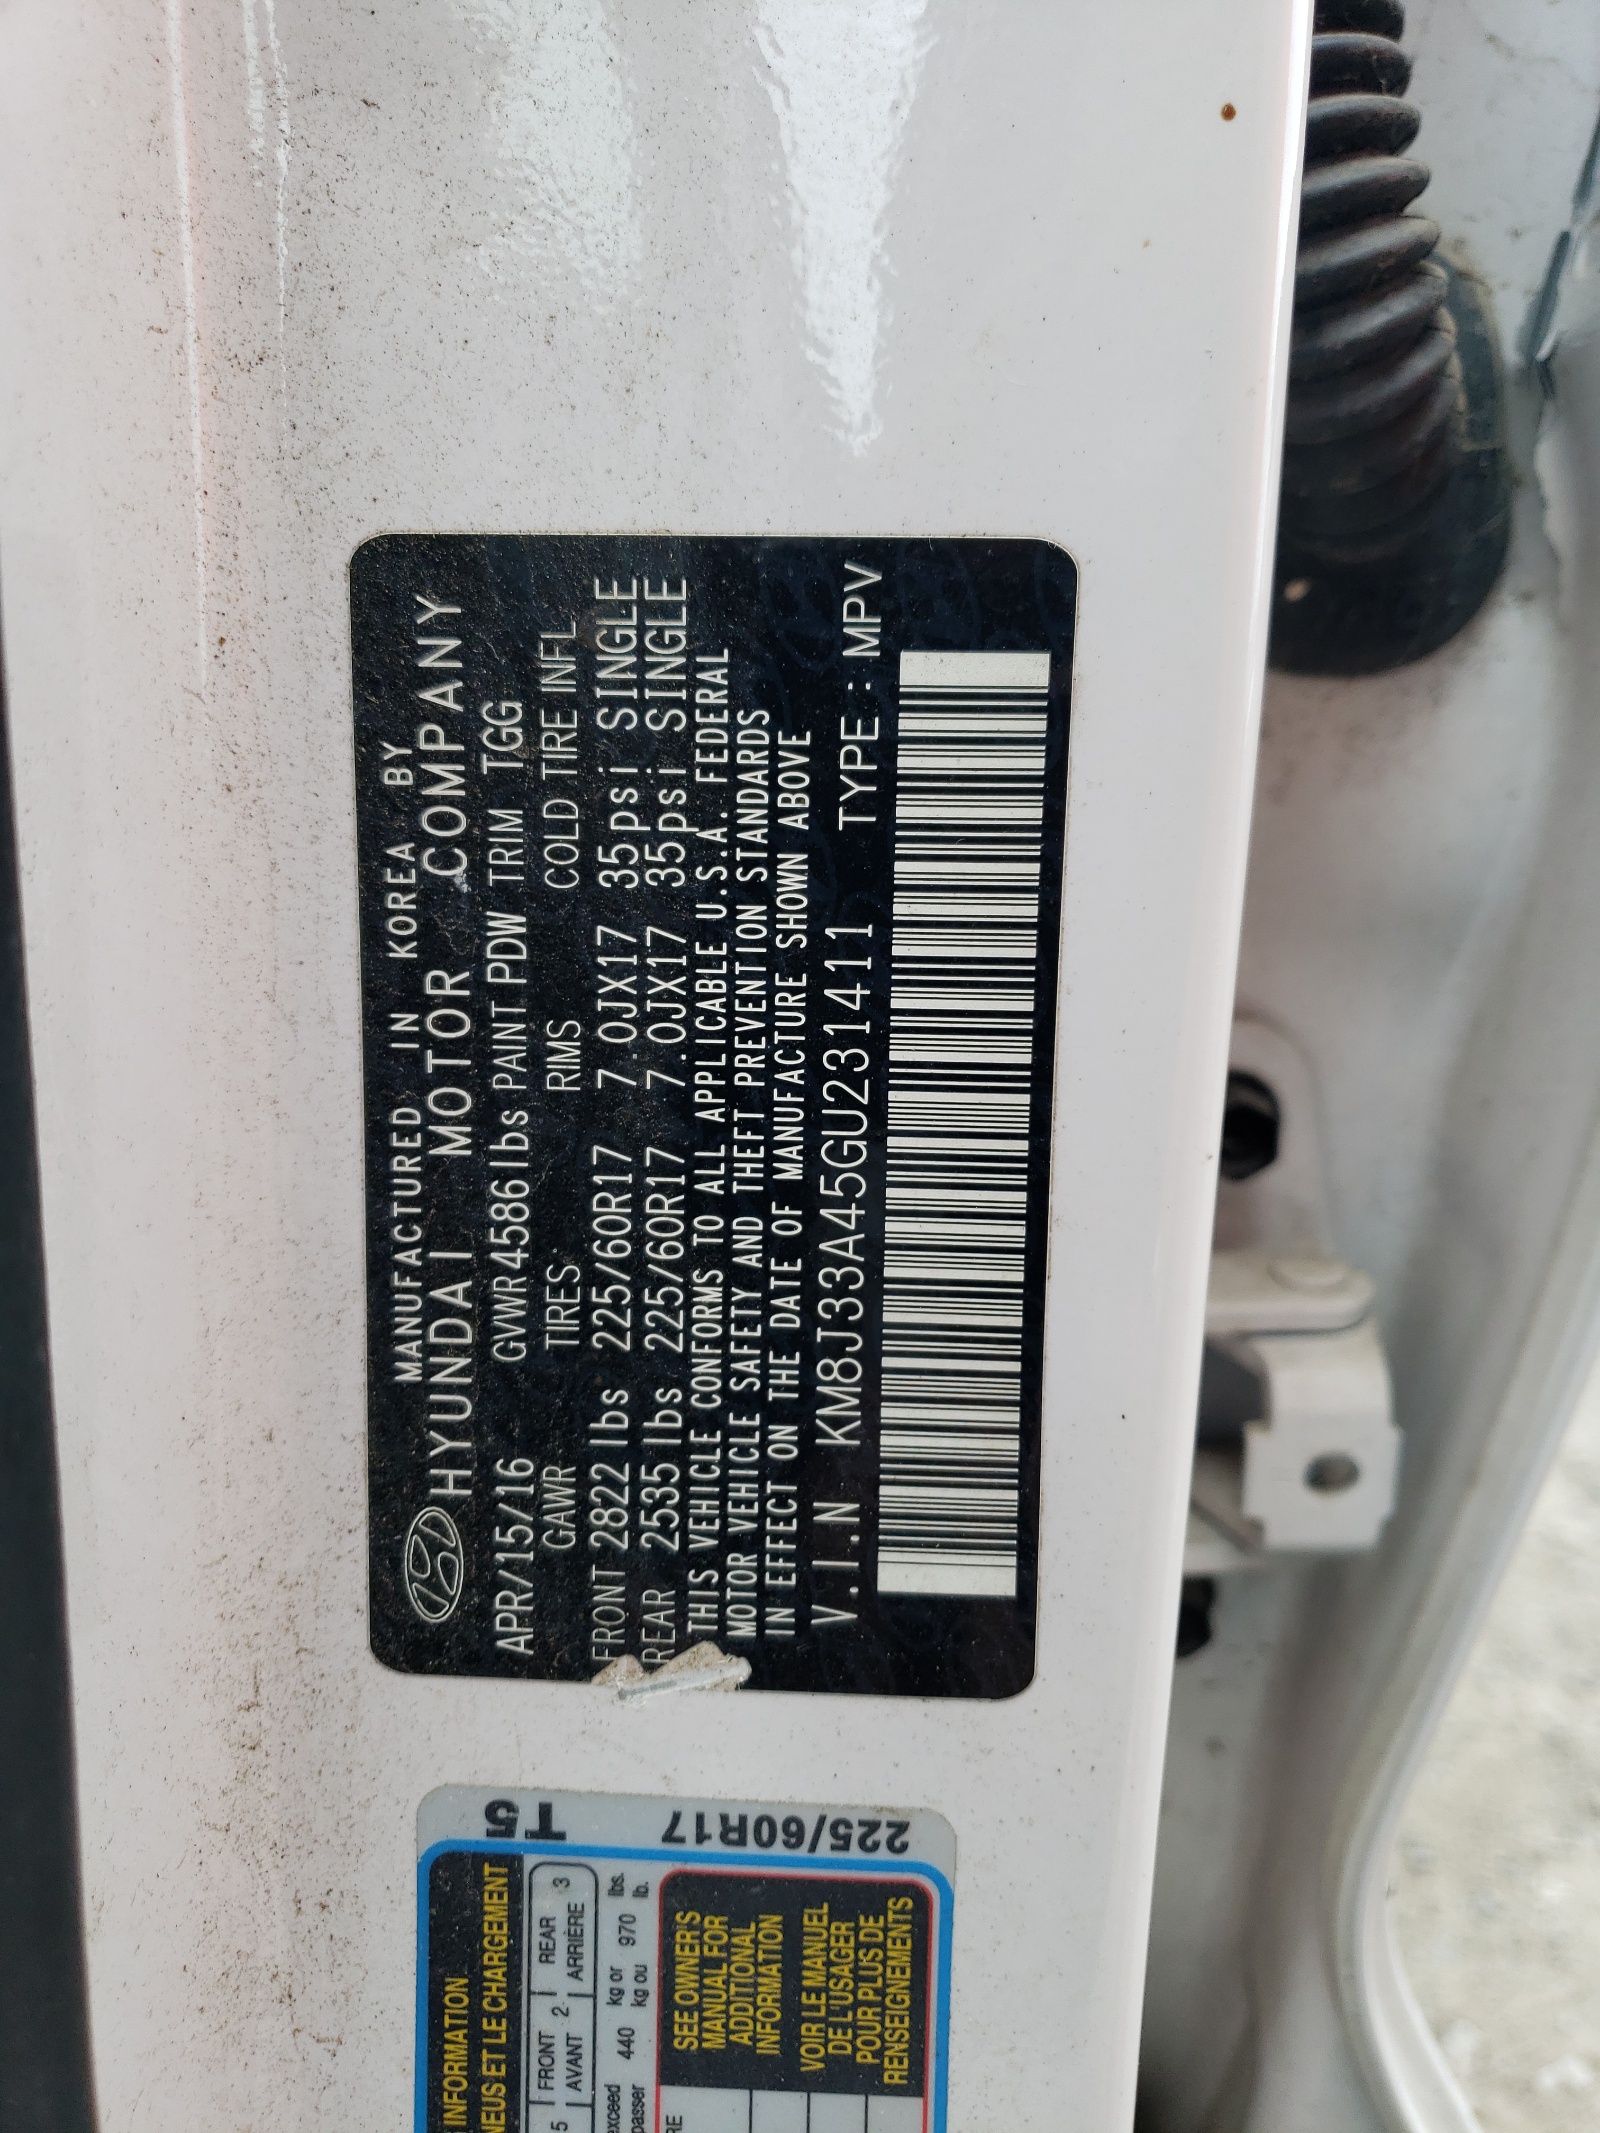 MANUFACTURED IN KOREA BY
HYUNDAI MOTOR COMPANY
APR/15/16 GVWR 4586 lbs PAINT PDW TRIM TGG
GAWR TIRES: RIMS COLD TIRE INFL
FRONT 2822 lbs 225/60R17 7.0JX17 35psi SINGLE
REAR 2535 lbs 225/60R17 7.0JX17 35psi SINGLE
THIS VEHICLE CONFORMS TO ALL APPLICABLE U.S.A. FEDERAL
MOTOR VEHICLE SAFETY AND THEFT PREVENTION STANDARDS
IN EFFECT ON THE DATE OF MANUFACTURE SHOWN ABOVE
V.I.N KM8J33A45GU231411 TYPE : MPV
INFORMATION
NEUS ET LE CHARGEMENT
5 FRONT 2 REAR 3
AVANT ARRIÈRE
exceed 440 kg or 970 lbs.
passer kg ou lb.
RE
SEE OWNER'S
MANUAL FOR
ADDITIONAL
INFORMATION
VOIR LE MANUEL
DE L'USAGER
POUR PLUS DE
RENSEIGNEMENTS
225/60R17